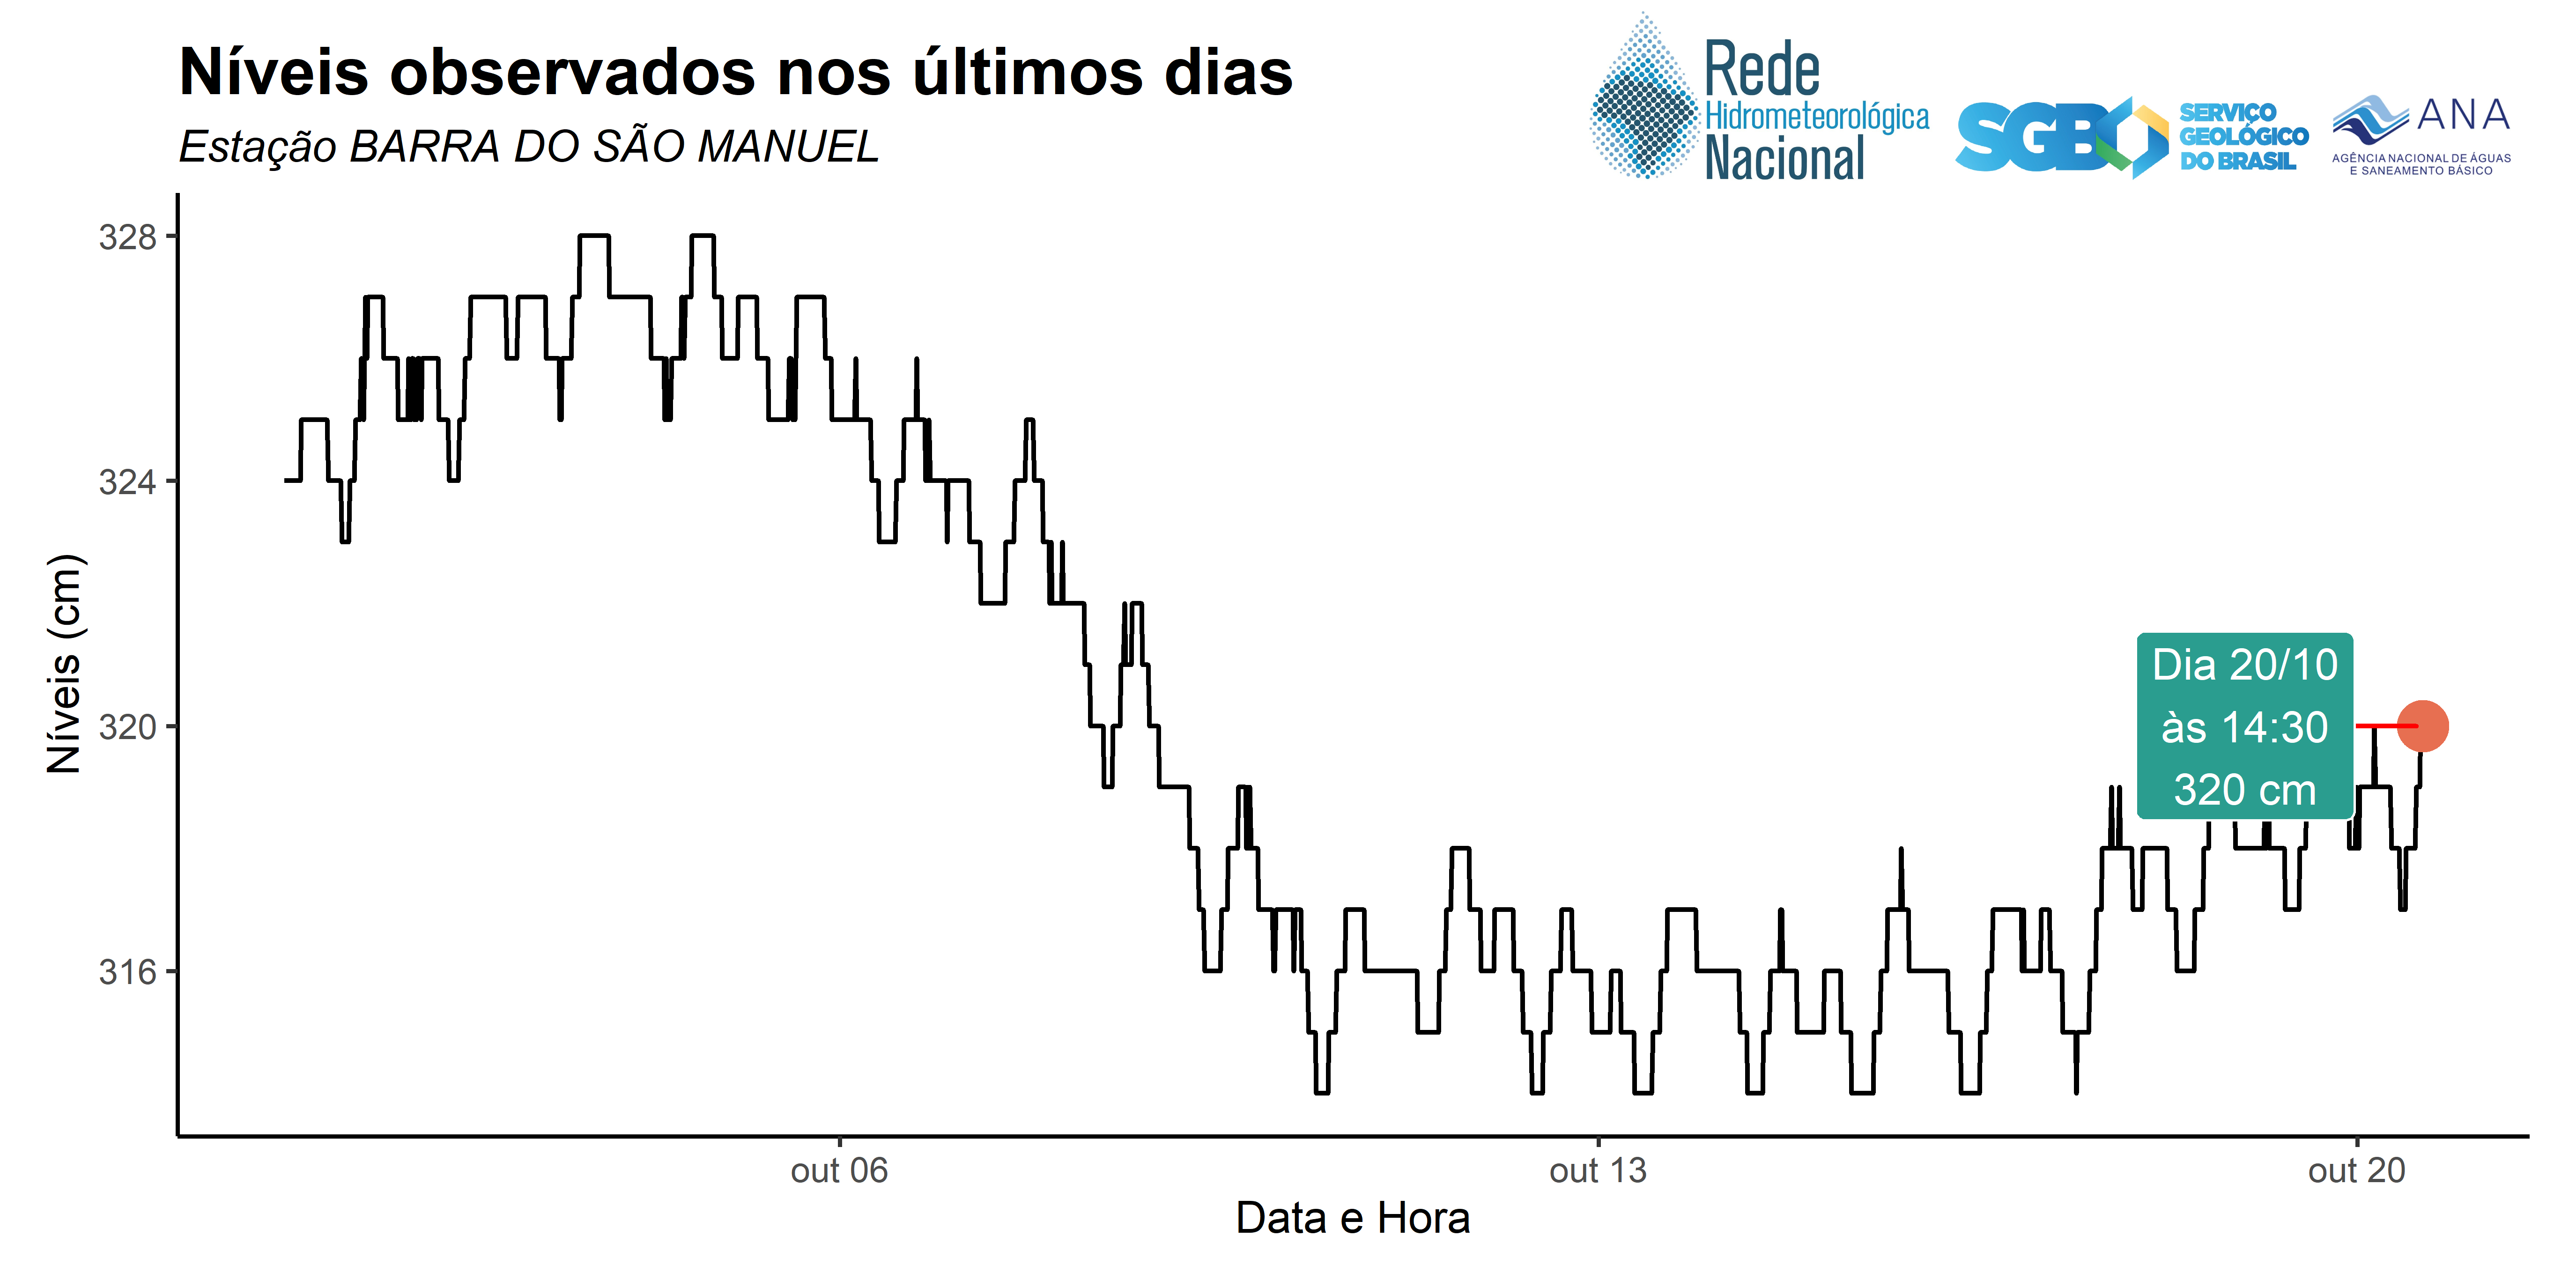 Níveis observados nos últimos dias
Estação BARRA DO SÃO MANUEL
Rede
Hidrometeorológica
Nacional
SGB
SERVIÇO
GEOLÓGICO
DO BRASIL
ANA
AGÊNCIA NACIONAL DE ÁGUAS
E SANEAMENTO BÁSICO
Níveis (cm)
328
324
320
316
Dia 20/10
às 14:30
320 cm
out 06
out 13
out 20
Data e Hora